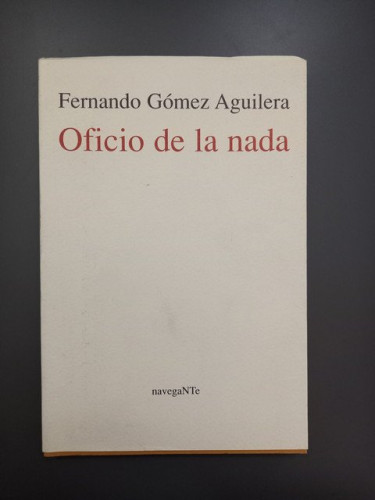 Fernando Gómez Aguilera
Oficio de la nada
navegaNTe